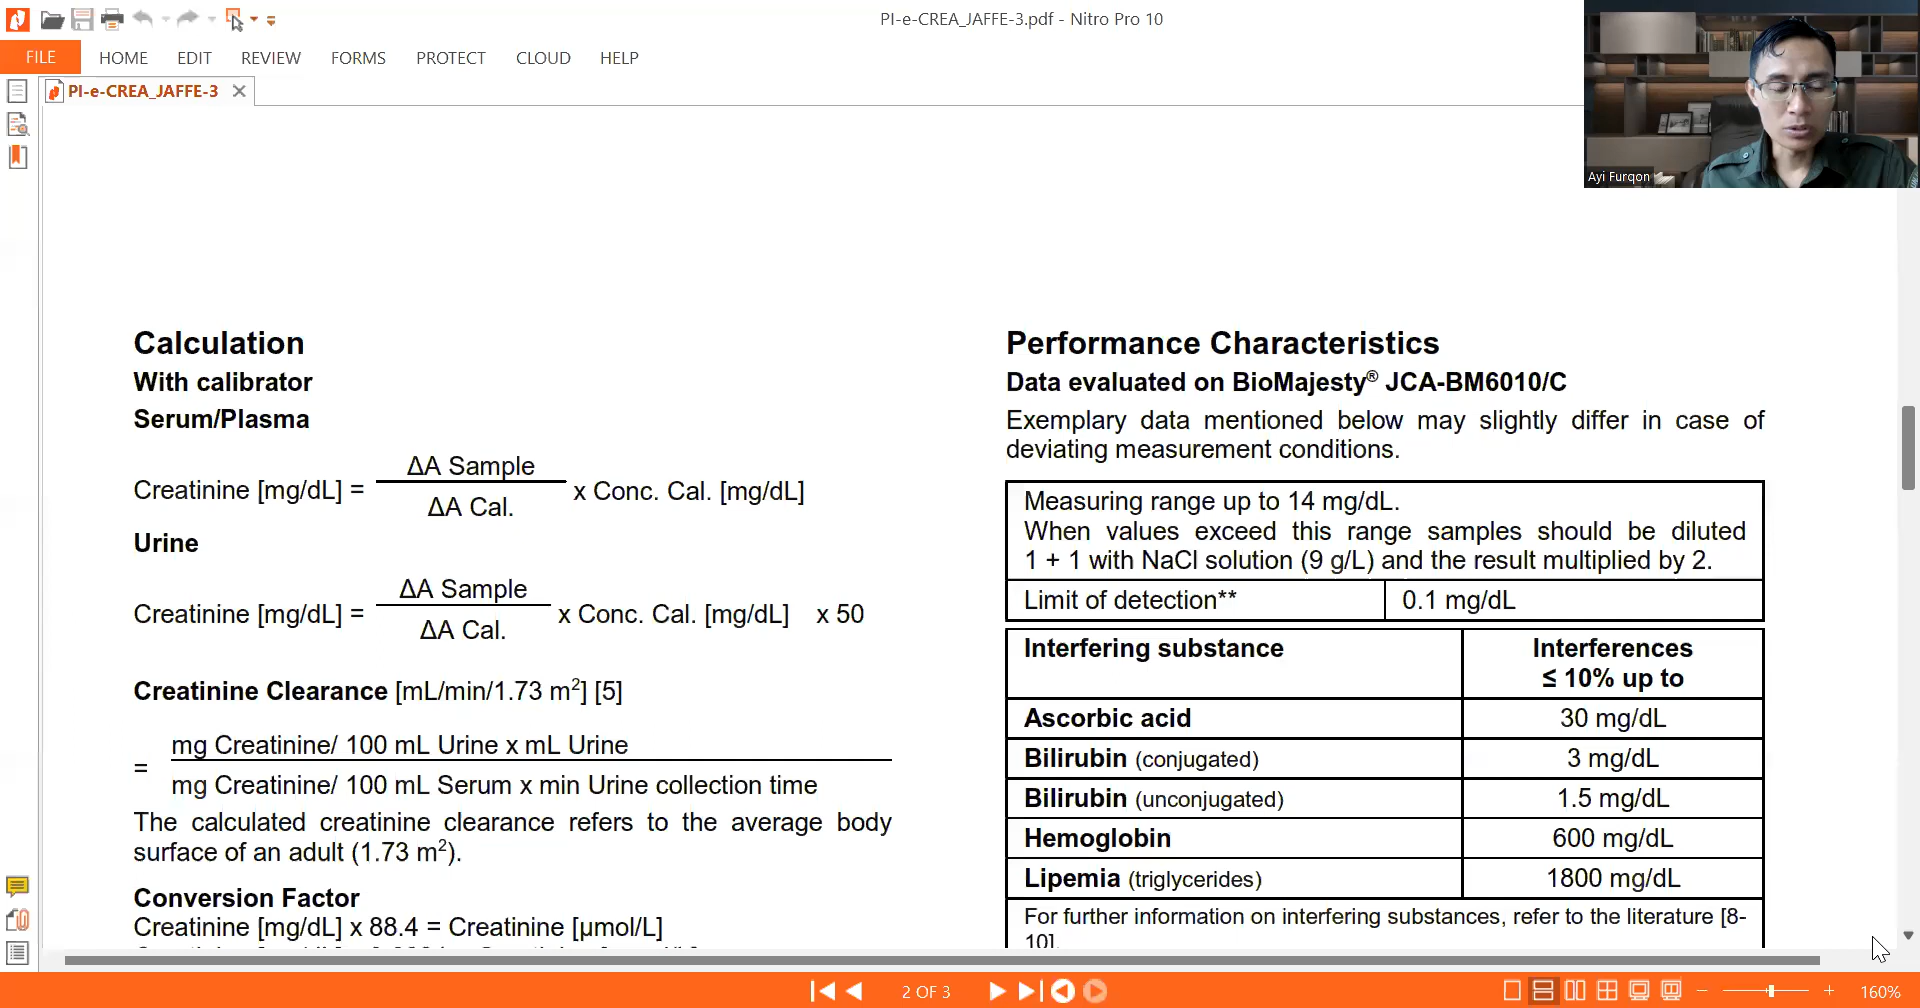 PI-e-CREA_JAFFE-3.pdf - Nitro Pro 10
FILE HOME EDIT REVIEW FORMS PROTECT CLOUD HELP
PI-e-CREA_JAFFE-3
Ayi Furqon
Calculation
With calibrator
Serum/Plasma
ΔA Sample
Creatinine [mg/dL] = x Conc. Cal. [mg/dL]
ΔA Cal.
Urine
ΔA Sample
Creatinine [mg/dL] = x Conc. Cal. [mg/dL] x 50
ΔA Cal.
Creatinine Clearance [mL/min/1.73 m²] [5]
mg Creatinine/ 100 mL Urine x mL Urine
=
mg Creatinine/ 100 mL Serum x min Urine collection time
The calculated creatinine clearance refers to the average body
surface of an adult (1.73 m²).
Conversion Factor
Creatinine [mg/dL] x 88.4 = Creatinine [µmol/L]
Performance Characteristics
Data evaluated on BioMajesty® JCA-BM6010/C
Exemplary data mentioned below may slightly differ in case of
deviating measurement conditions.
Measuring range up to 14 mg/dL.
When values exceed this range samples should be diluted
1 + 1 with NaCl solution (9 g/L) and the result multiplied by 2.
Limit of detection** 0.1 mg/dL
Interfering substance Interferences
≤ 10% up to
Ascorbic acid 30 mg/dL
Bilirubin (conjugated) 3 mg/dL
Bilirubin (unconjugated) 1.5 mg/dL
Hemoglobin 600 mg/dL
Lipemia (triglycerides) 1800 mg/dL
For further information on interfering substances, refer to the literature [8-
10].
2 OF 3
160%